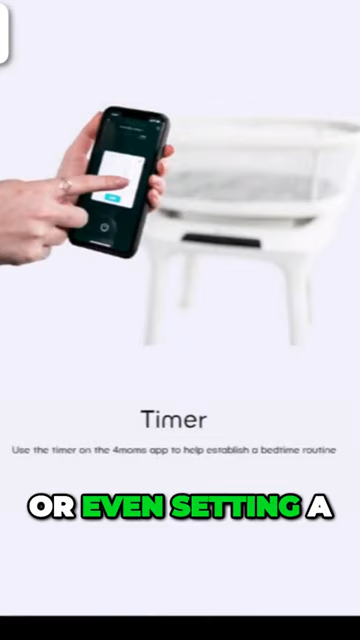 Timer
Use the timer on the 4moms app to help establish a bedtime routine
OR EVEN SETTING A